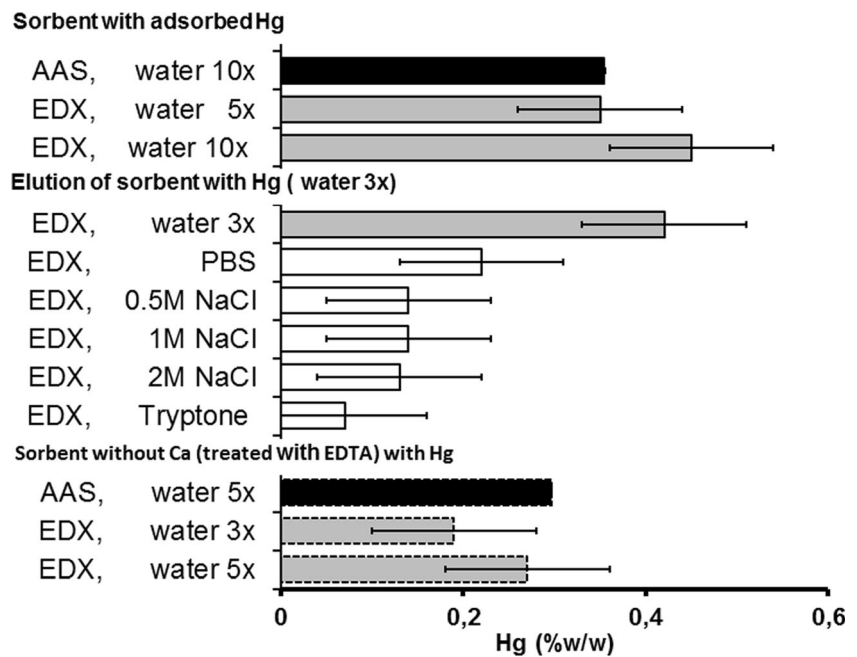 Sorbent with adsorbed Hg
AAS, water 10x
EDX, water 5x
EDX, water 10x
Elution of sorbent with Hg ( water 3x)
EDX, water 3x
EDX, PBS
EDX, 0.5M NaCl
EDX, 1M NaCl
EDX, 2M NaCl
EDX, Tryptone
Sorbent without Ca (treated with EDTA) with Hg
AAS, water 5x
EDX, water 3x
EDX, water 5x
0 0,2 0,4 0,6
Hg (%w/w)